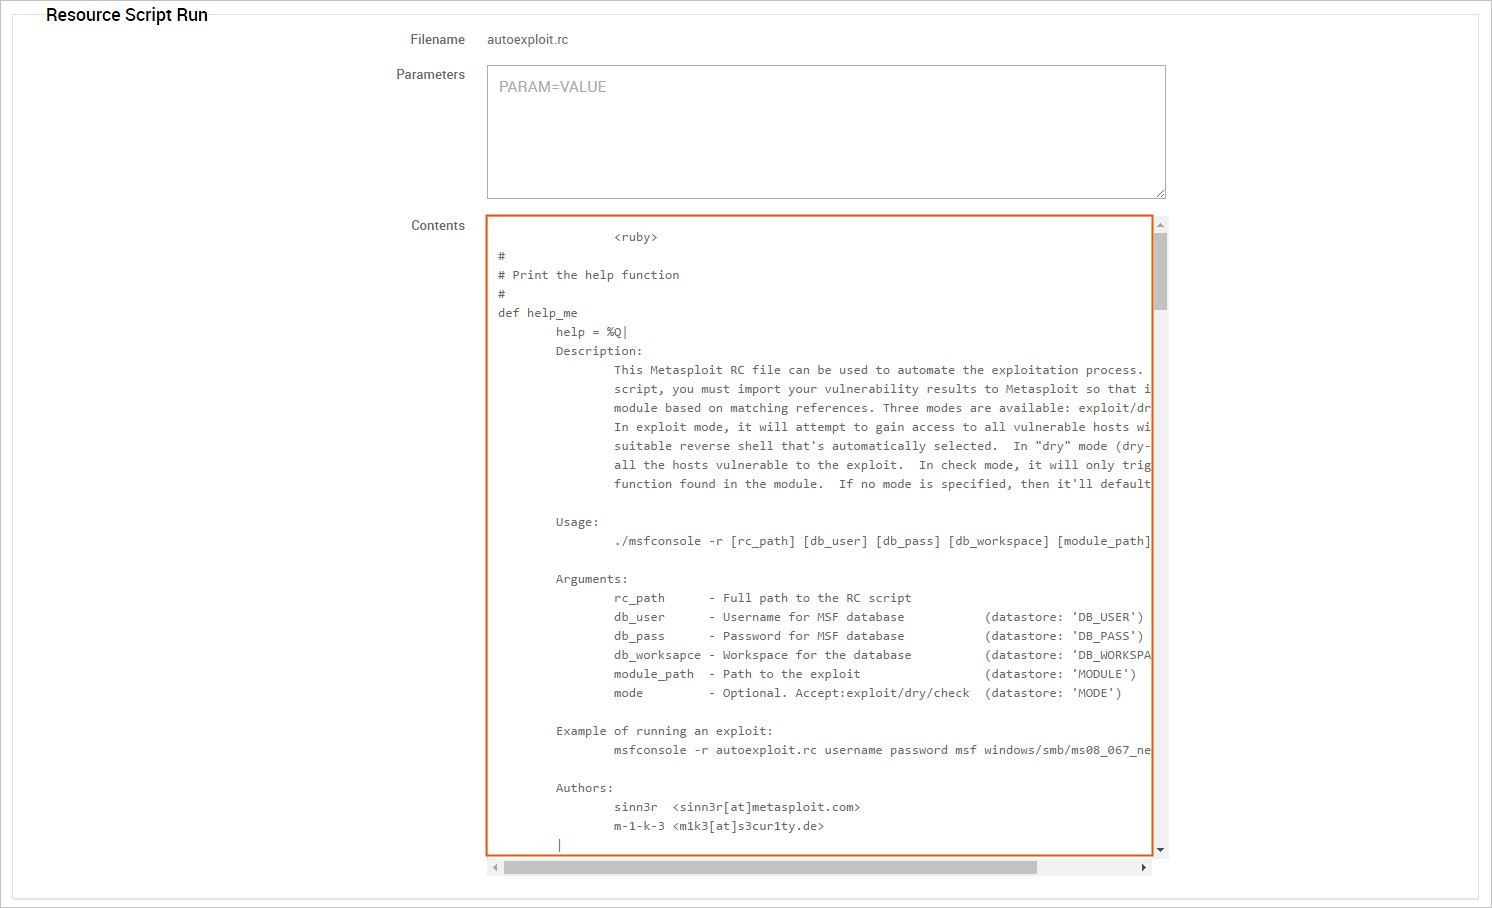 Resource Script Run
Filename autoexploit.rc
Parameters PARAM=VALUE
Contents
<ruby>
#
# Print the help function
#
def help_me
help = %Q|
Description:
This Metasploit RC file can be used to automate the exploitation process.
script, you must import your vulnerability results to Metasploit so that i
module based on matching references. Three modes are available: exploit/dr
In exploit mode, it will attempt to gain access to all vulnerable hosts wi
suitable reverse shell that's automatically selected.  In "dry" mode (dry-
all the hosts vulnerable to the exploit.  In check mode, it will only trig
function found in the module.  If no mode is specified, then it'll default
Usage:
./msfconsole -r [rc_path] [db_user] [db_pass] [db_workspace] [module_path]
Arguments:
rc_path      - Full path to the RC script
db_user      - Username for MSF database           (datastore: 'DB_USER')
db_pass      - Password for MSF database           (datastore: 'DB_PASS')
db_worksapce - Workspace for the database          (datastore: 'DB_WORKSPA
module_path  - Path to the exploit                 (datastore: 'MODULE')
mode         - Optional. Accept:exploit/dry/check  (datastore: 'MODE')
Example of running an exploit:
msfconsole -r autoexploit.rc username password msf windows/smb/ms08_067_ne
Authors:
sinn3r  <sinn3r[at]metasploit.com>
m-1-k-3 <m1k3[at]s3cur1ty.de>
|